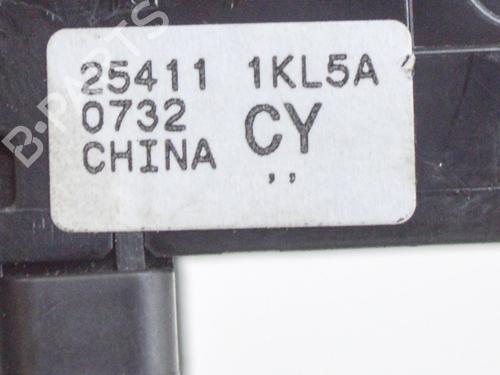 25411 1KL5A
0732 CY
CHINA
,,
B-PARTS